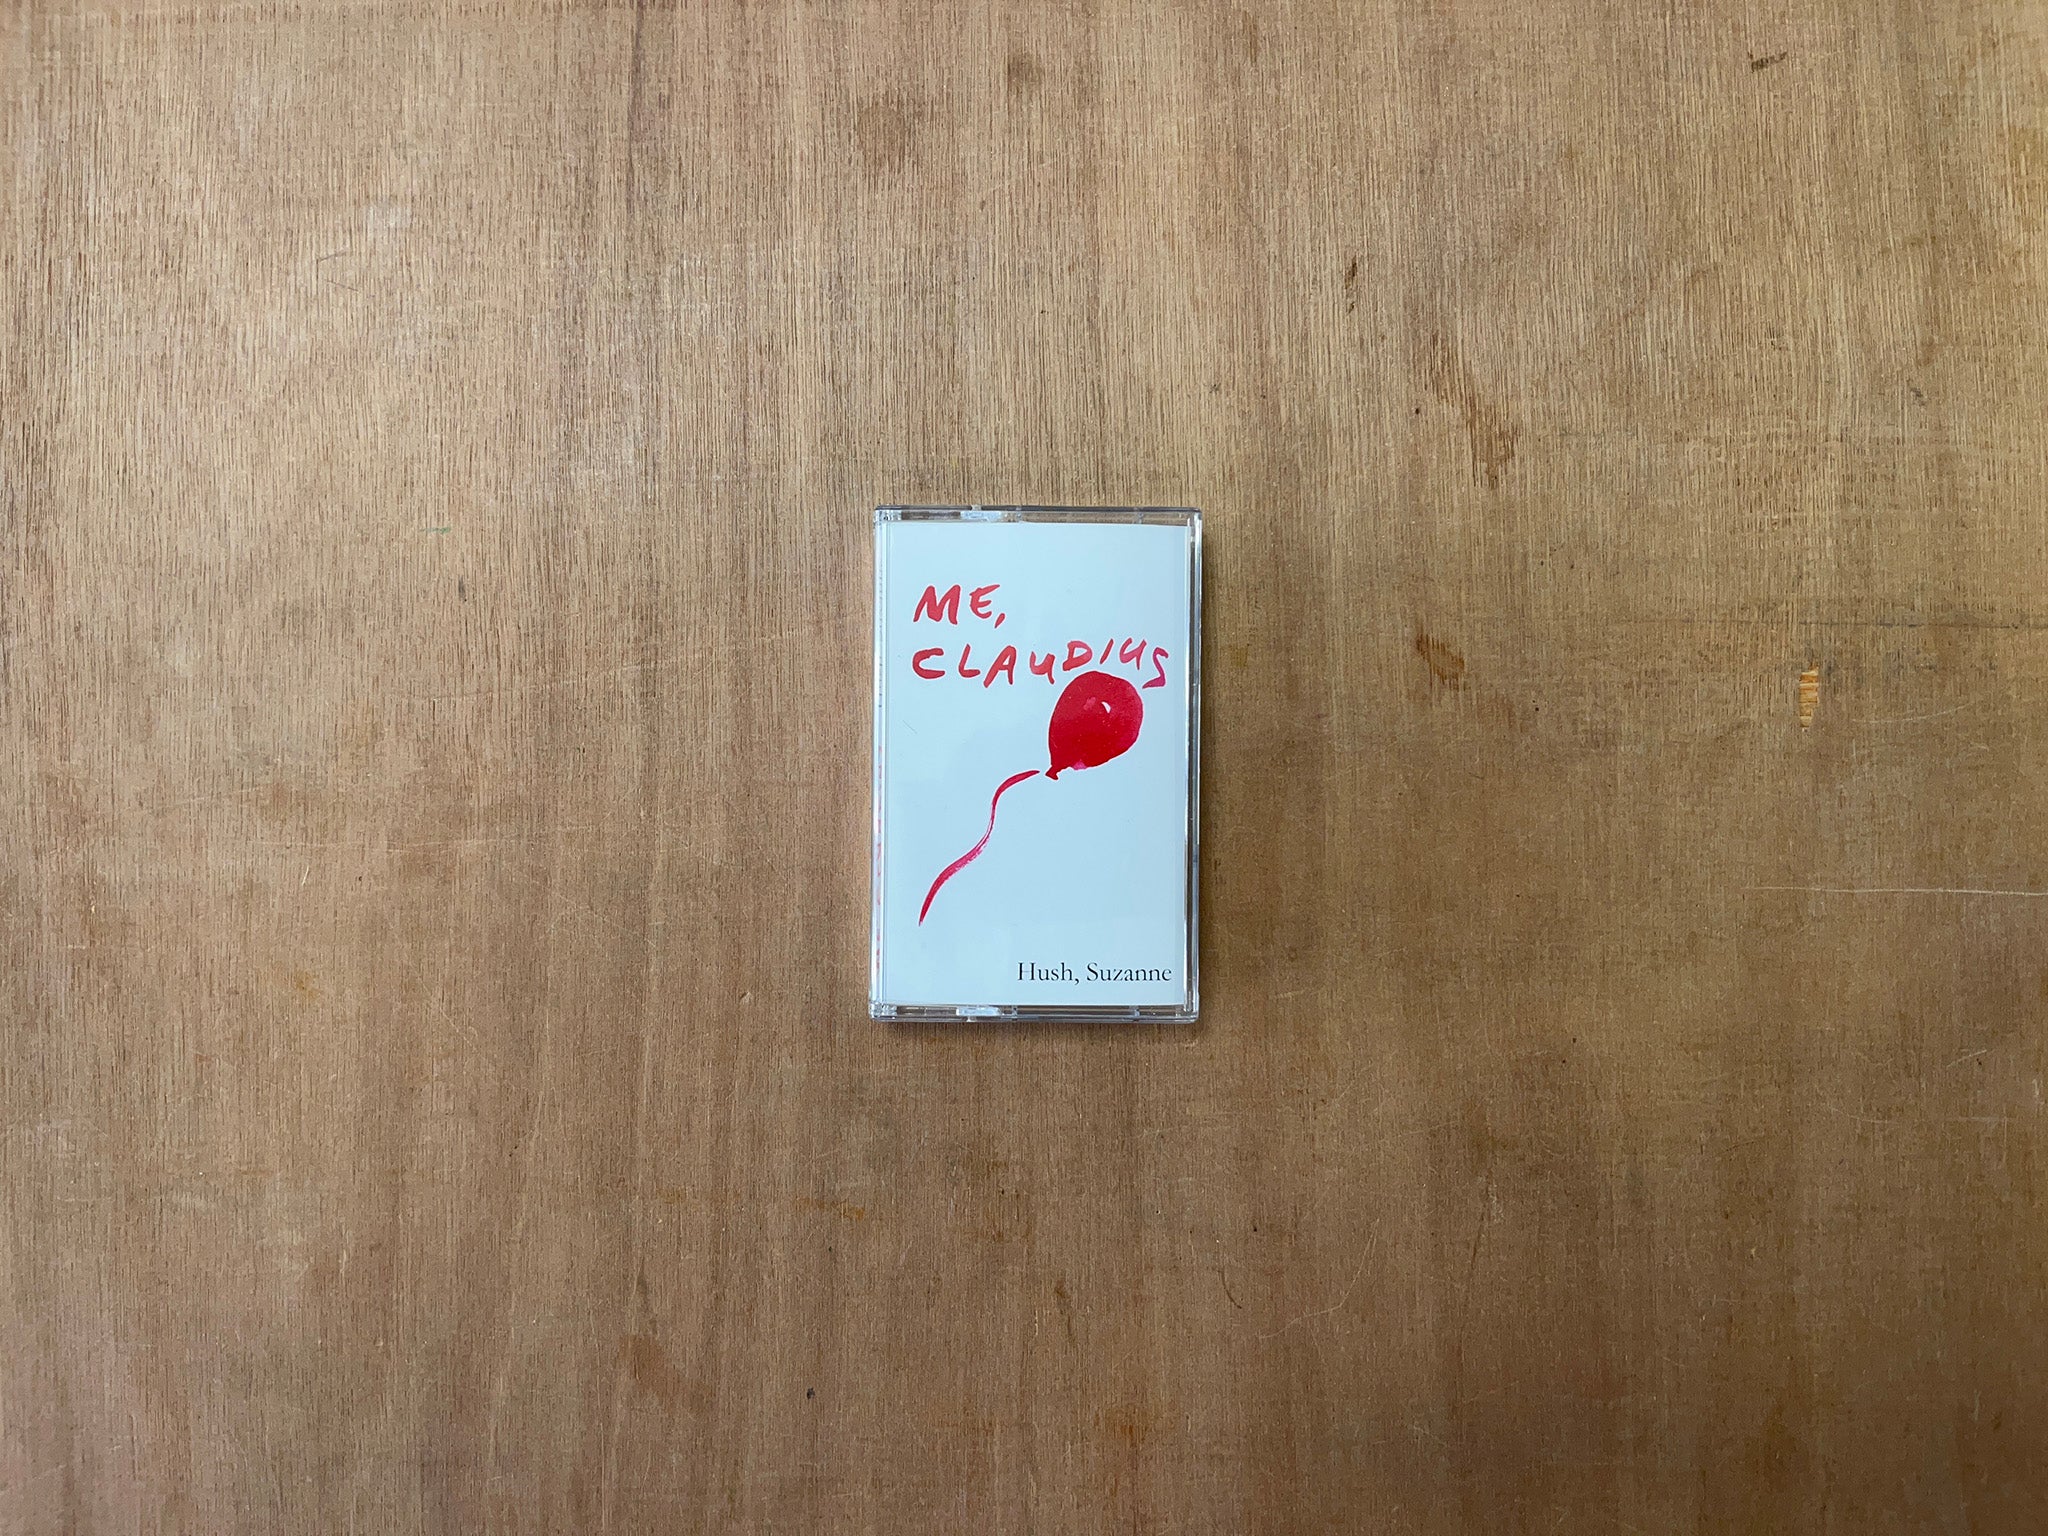 ME,
CLAUDIUS
Hush, Suzanne